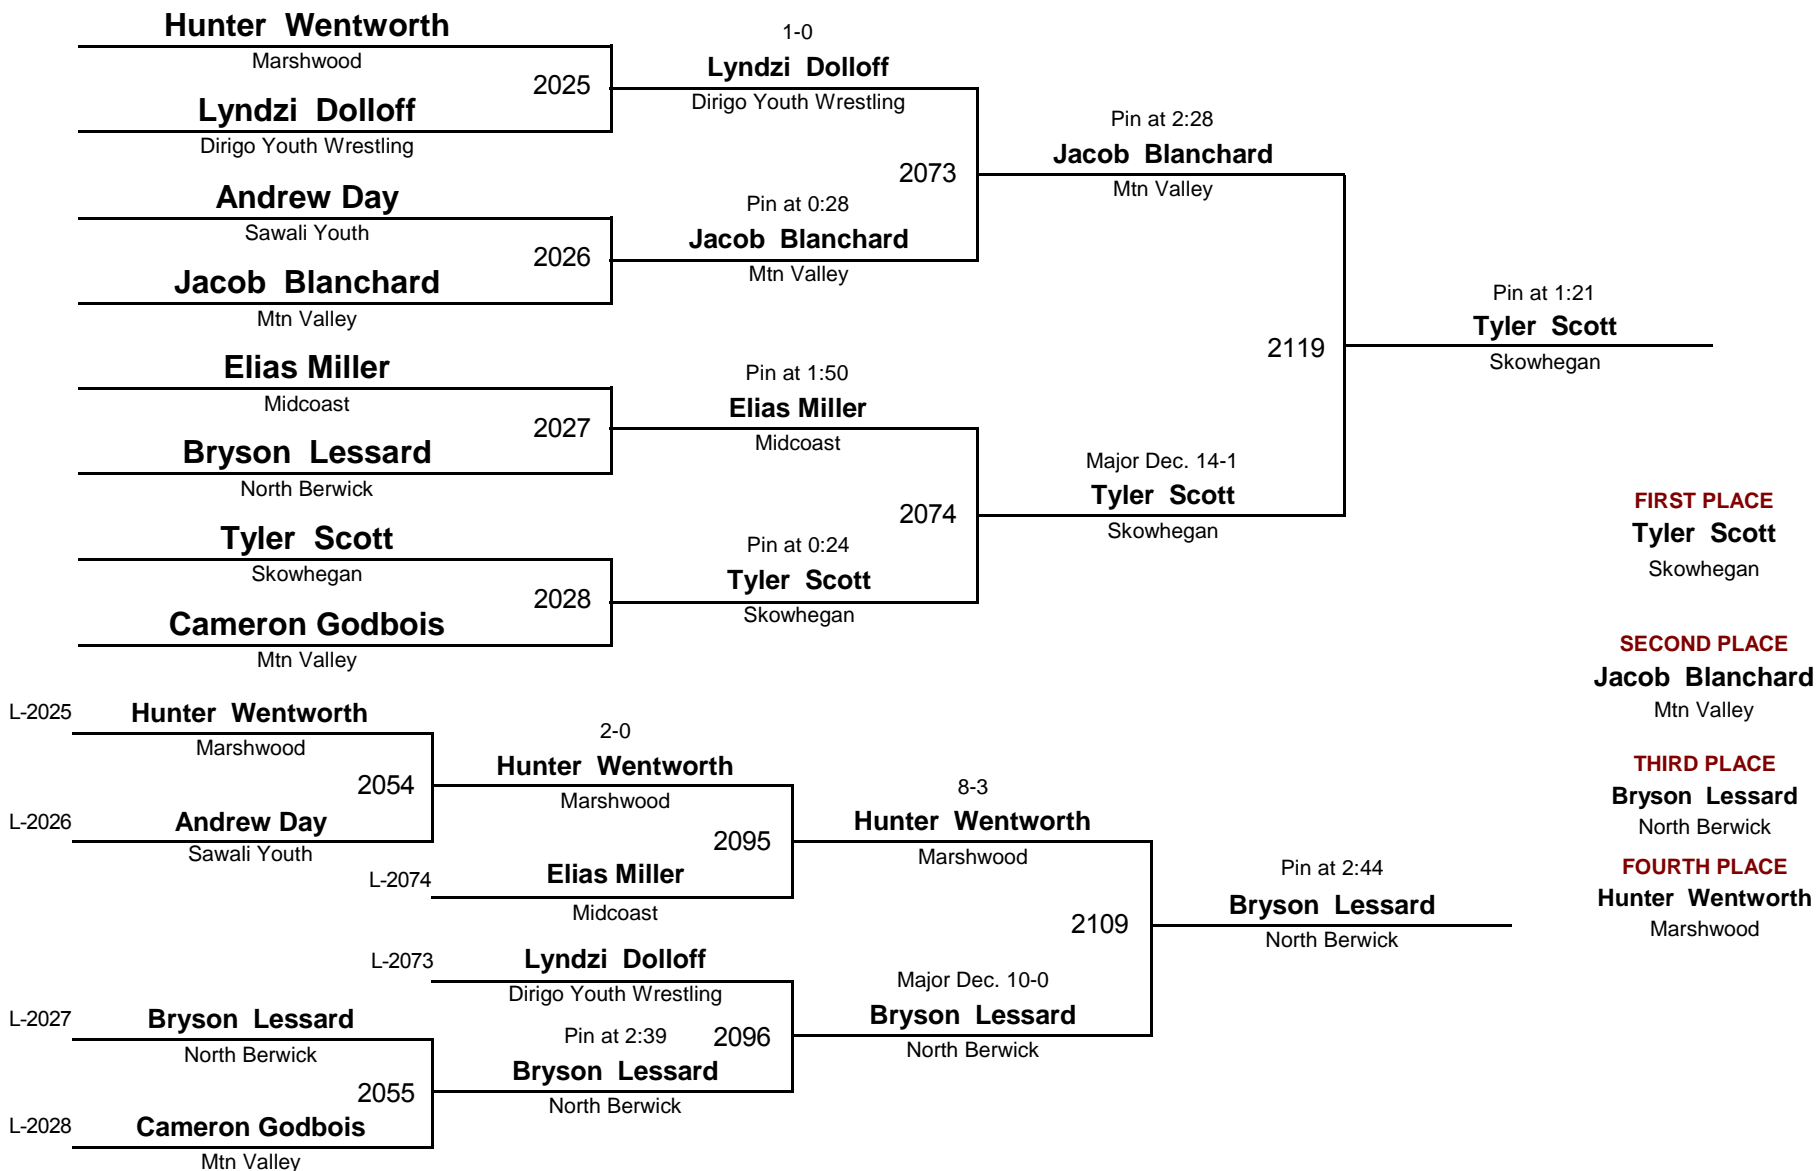 Hunter Wentworth
Marshwood
2025
Lyndzi Dolloff
Dirigo Youth Wrestling
1-0
Lyndzi Dolloff
Dirigo Youth Wrestling
Andrew Day
Sawali Youth
2026
Jacob Blanchard
Mtn Valley
Pin at 0:28
Jacob Blanchard
Mtn Valley
2073
Pin at 2:28
Jacob Blanchard
Mtn Valley
Elias Miller
Midcoast
2027
Bryson Lessard
North Berwick
Pin at 1:50
Elias Miller
Midcoast
Tyler Scott
Skowhegan
2028
Cameron Godbois
Mtn Valley
Pin at 0:24
Tyler Scott
Skowhegan
2074
Major Dec. 14-1
Tyler Scott
Skowhegan
2119
Pin at 1:21
Tyler Scott
Skowhegan
FIRST PLACE
Tyler Scott
Skowhegan
SECOND PLACE
Jacob Blanchard
Mtn Valley
THIRD PLACE
Bryson Lessard
North Berwick
FOURTH PLACE
Hunter Wentworth
Marshwood
L-2025
Hunter Wentworth
Marshwood
2054
L-2026
Andrew Day
Sawali Youth
2-0
Hunter Wentworth
Marshwood
2095
L-2074
Elias Miller
Midcoast
8-3
Hunter Wentworth
Marshwood
L-2073
Lyndzi Dolloff
Dirigo Youth Wrestling
L-2027
Bryson Lessard
North Berwick
2055
L-2028
Cameron Godbois
Mtn Valley
Pin at 2:39
Bryson Lessard
North Berwick
2096
Major Dec. 10-0
Bryson Lessard
North Berwick
2109
Pin at 2:44
Bryson Lessard
North Berwick